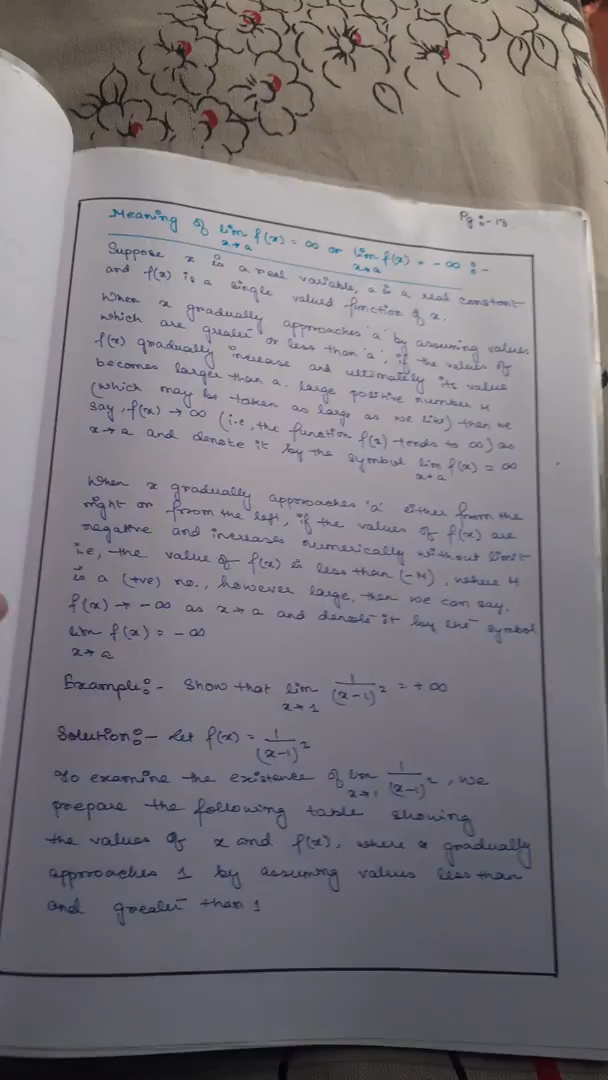 Pg :- 13
Meaning of lim f(x) = ∞ or lim f(x) = -∞ :-
x→a x→a
Suppose x is a real variable, a is a real constant
and f(x) is a single valued function of x.
When x gradually approaches 'a' by assuming values
which are greater or less than 'a', if the values of
f(x) gradually increase and ultimately its value
becomes larger than a large positive number M
(which may be taken as large as we like) then we
say, f(x) → ∞ (i.e, the function f(x) tends to ∞) as
x→a and denote it by the symbol lim f(x) = ∞
x→a
When x gradually approaches 'a' either from the
right or from the left, if the values of f(x) are
negative and increases numerically without limit
i.e, the value of f(x) is less than (-M), where M
is a (+ve) no., however large, then we can say,
f(x) → -∞ as x→a and denote it by the symbol
lim f(x) = -∞
x→a
Example:- Show that lim 1/(x-1)² = +∞
x→1
Solution:- Let f(x) = 1/(x-1)²
To examine the existence of lim 1/(x-1)², we
x→1
prepare the following table showing
the values of x and f(x), where x gradually
approaches 1 by assuming values less than
and greater than 1